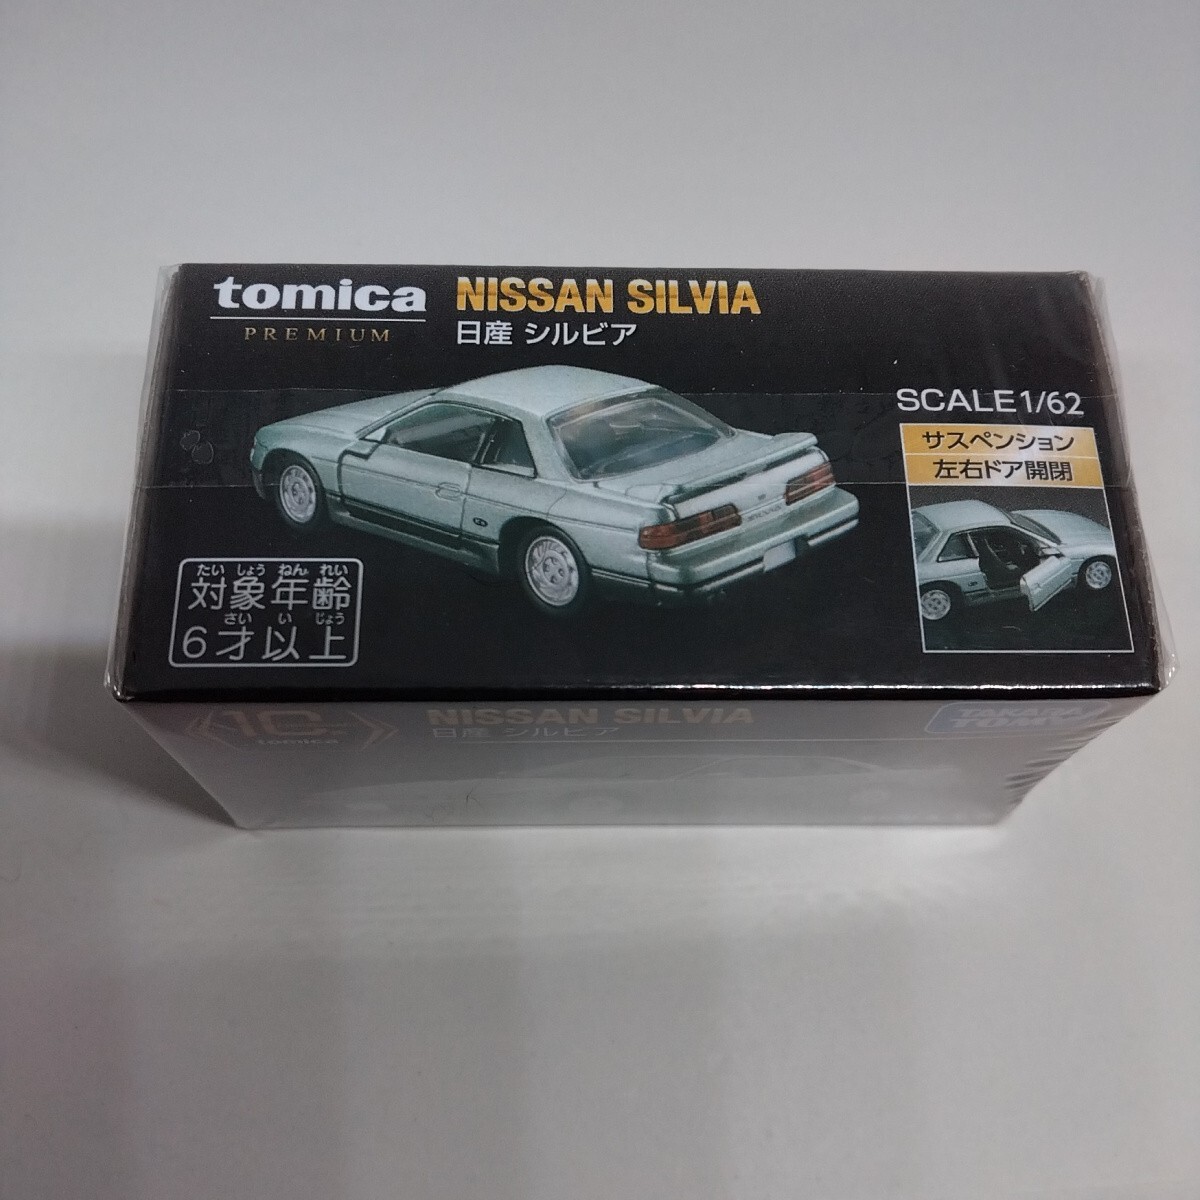 tomica
PREMIUM
NISSAN SILVIA
日産 シルビア
SCALE1/62
サスペンション
左右ドア開閉
たいしょうねんれい
対象年齢
さいいじょう
6才以上
10
tomica
NISSAN SILVIA
日産 シルビア
TAKARA
TOMY